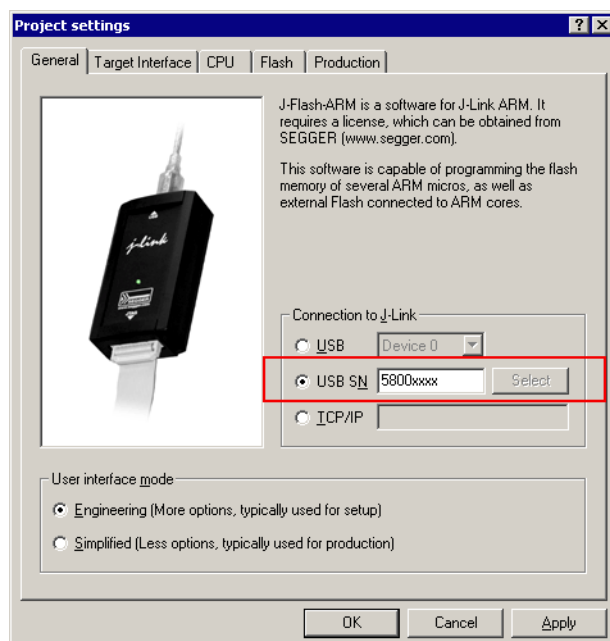 Project settings
General Target Interface CPU Flash Production
J-Flash-ARM is a software for J-Link ARM. It
requires a license, which can be obtained from
SEGGER (www.segger.com).
This software is capable of programming the flash
memory of several ARM micros, as well as
external Flash connected to ARM cores.
j-link
Connection to J-Link
USB Device 0
USB SN 5800xxxx Select
TCP/IP
User interface mode
Engineering (More options, typically used for setup)
Simplified (Less options, typically used for production)
OK Cancel Apply